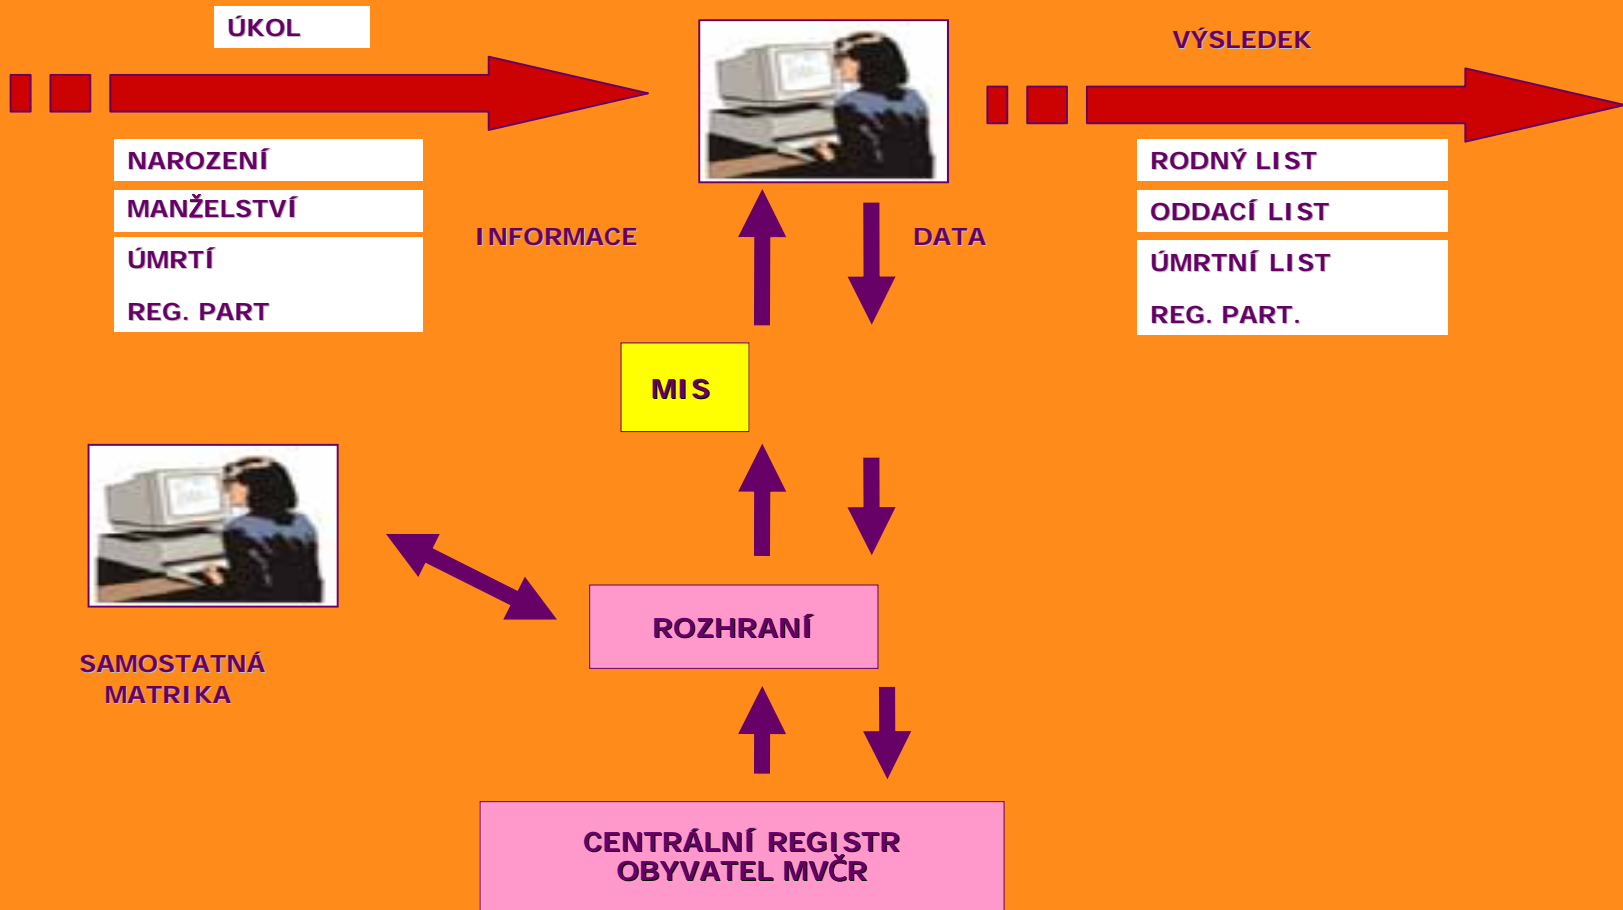 ÚKOL
VÝSLEDEK
NAROZENÍ
MANŽELSTVÍ
ÚMRTÍ
REG. PART
INFORMACE
DATA
RODNÝ LIST
ODDACÍ LIST
ÚMRTNÍ LIST
REG. PART.
MIS
SAMOSTATNÁ
MATRIKA
ROZHRANÍ
CENTRÁLNÍ REGISTR
OBYVATEL MVČR